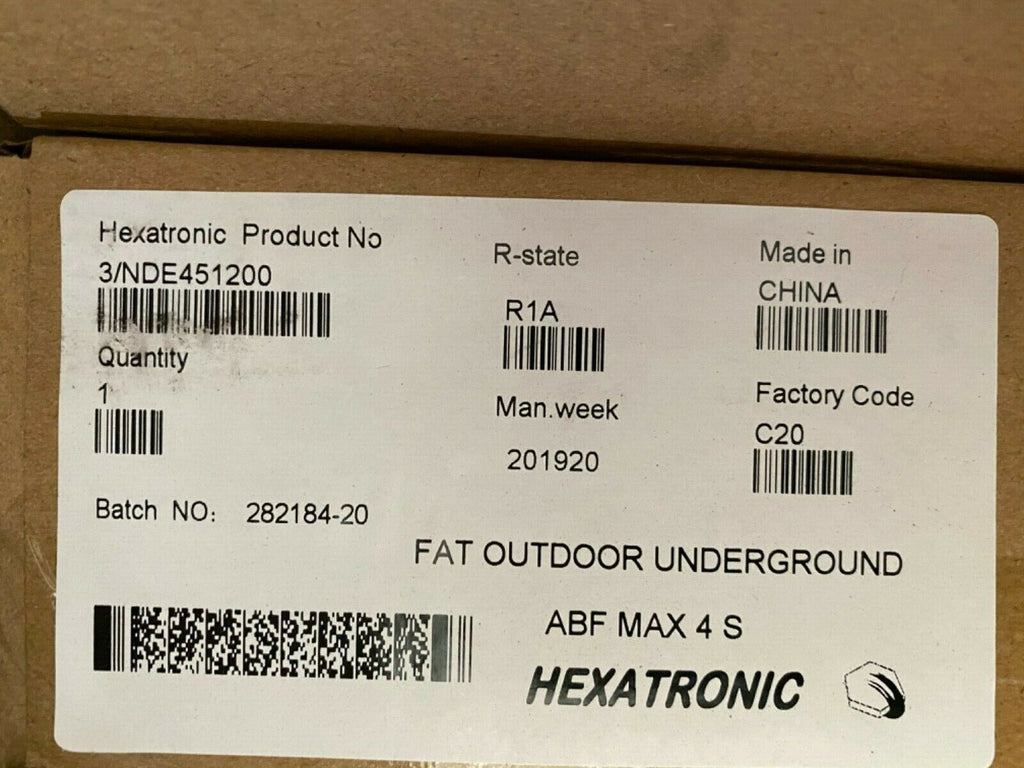 Hexatronic Product No
3/NDE451200
Quantity
1
Batch NO: 282184-20
R-state
R1A
Man.week
201920
Made in
CHINA
Factory Code
C20
FAT OUTDOOR UNDERGROUND
ABF MAX 4 S
HEXATRONIC